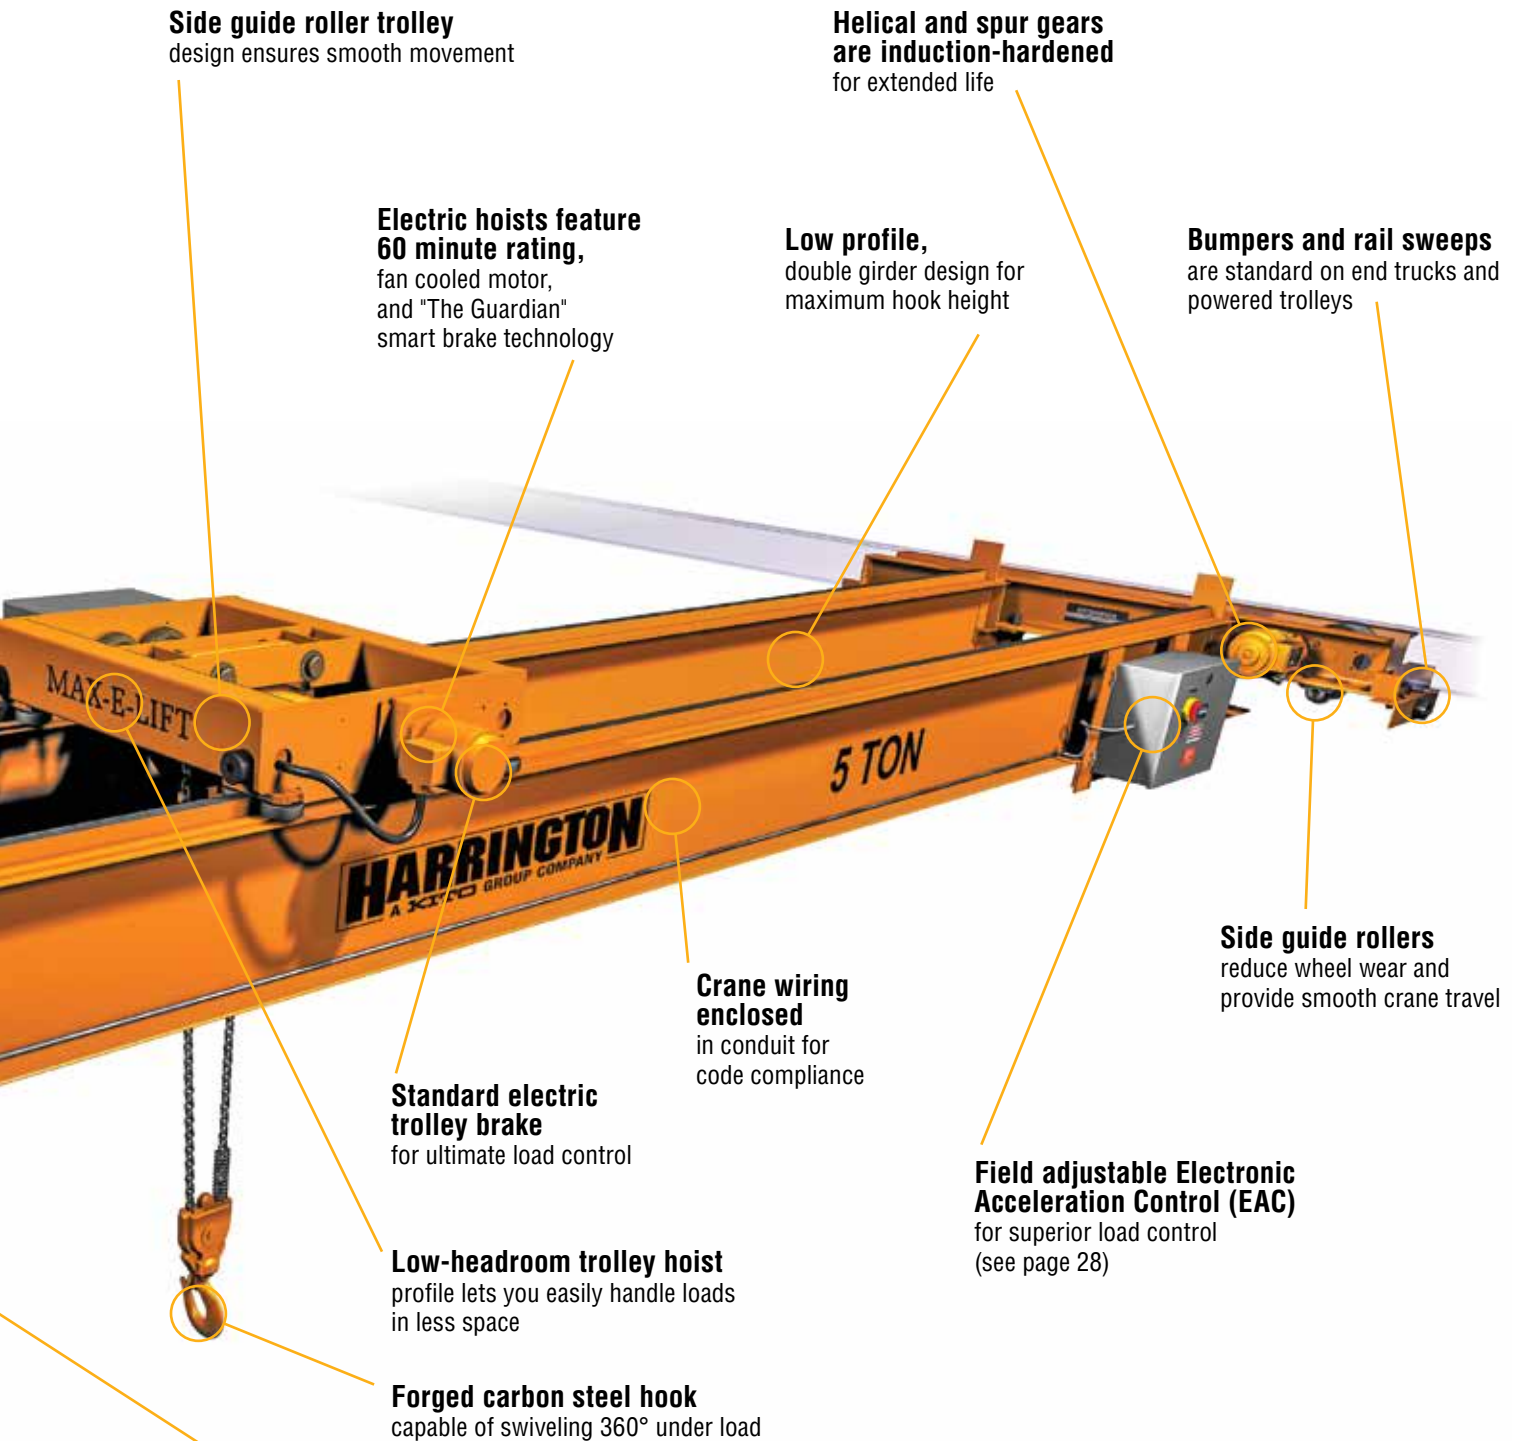 Side guide roller trolley
design ensures smooth movement
Helical and spur gears
are induction-hardened
for extended life
Electric hoists feature
60 minute rating,
fan cooled motor,
and "The Guardian"
smart brake technology
Low profile,
double girder design for
maximum hook height
Bumpers and rail sweeps
are standard on end trucks and
powered trolleys
MAX-E-LIFT
5 TON
HARRINGTON
A KITO GROUP COMPANY
Side guide rollers
reduce wheel wear and
provide smooth crane travel
Crane wiring
enclosed
in conduit for
code compliance
Standard electric
trolley brake
for ultimate load control
Field adjustable Electronic
Acceleration Control (EAC)
for superior load control
(see page 28)
Low-headroom trolley hoist
profile lets you easily handle loads
in less space
Forged carbon steel hook
capable of swiveling 360° under load